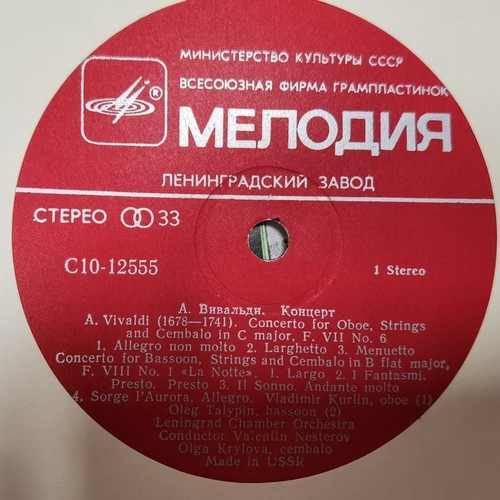 МИНИСТЕРСТВО КУЛЬТУРЫ СССР
ВСЕСОЮЗНАЯ ФИРМА ГРАМПЛАСТИНОК
®
МЕЛОДИЯ
ЛЕНИНГРАДСКИЙ ЗАВОД
СТЕРЕО 33
С10-12555 1 Stereo
А. Вивальди. Концерт
A. Vivaldi (1678—1741). Concerto for Oboe, Strings
and Cembalo in C major, F. VII No. 6
1. Allegro non molto 2. Larghetto 3. Menuetto
Concerto for Bassoon, Strings and Cembalo in B flat major,
F. VIII No. 1 «La Notte» 1. Largo 2. I Fantasmi.
Presto. Presto 3. Il Sonno. Andante molto
4. Sorge l'Aurora. Allegro. Vladimir Kurlin, oboe (1)
Oleg Talypin, bassoon (2)
Leningrad Chamber Orchestra
Conductor Valentin Nesterov
Olga Krylova, cembalo
Made in USSR